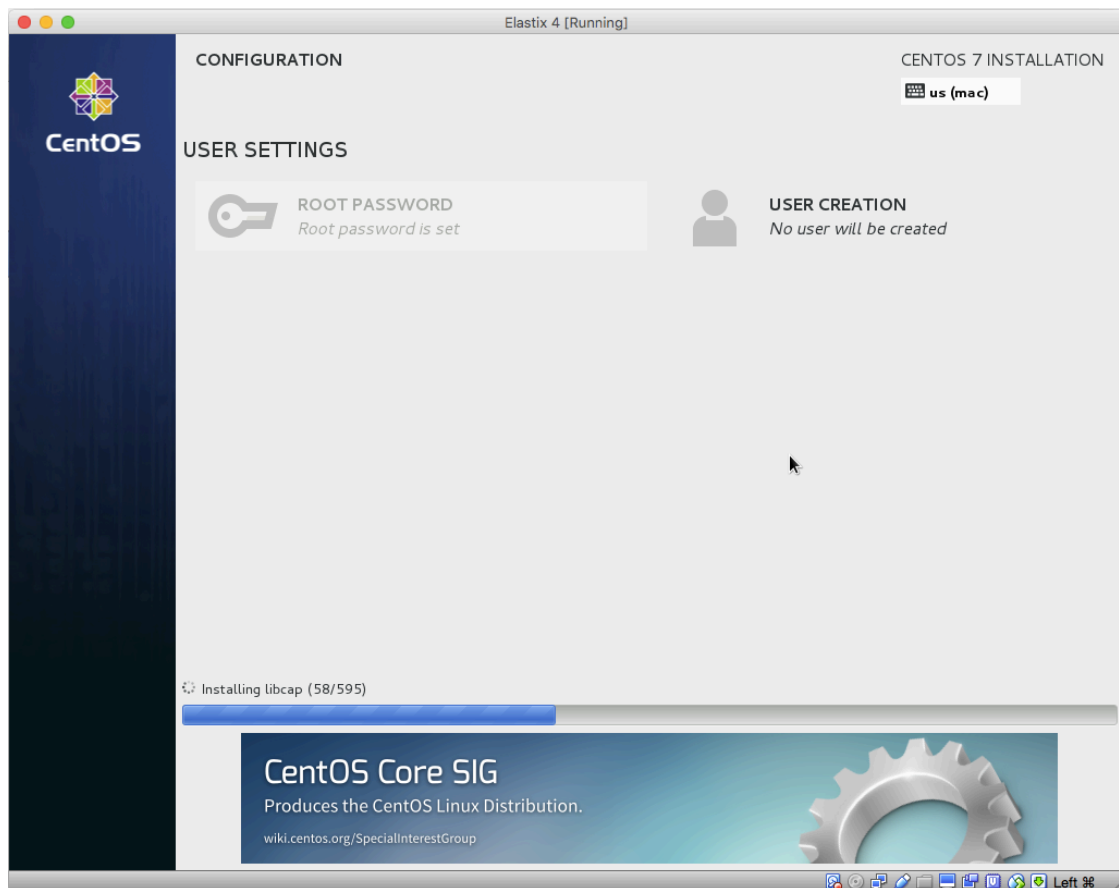 Elastix 4 [Running]
CentOS
CONFIGURATION
CENTOS 7 INSTALLATION
us (mac)
USER SETTINGS
ROOT PASSWORD
Root password is set
USER CREATION
No user will be created
Installing libcap (58/595)
CentOS Core SIG
Produces the CentOS Linux Distribution.
wiki.centos.org/SpecialInterestGroup
Left ⌘